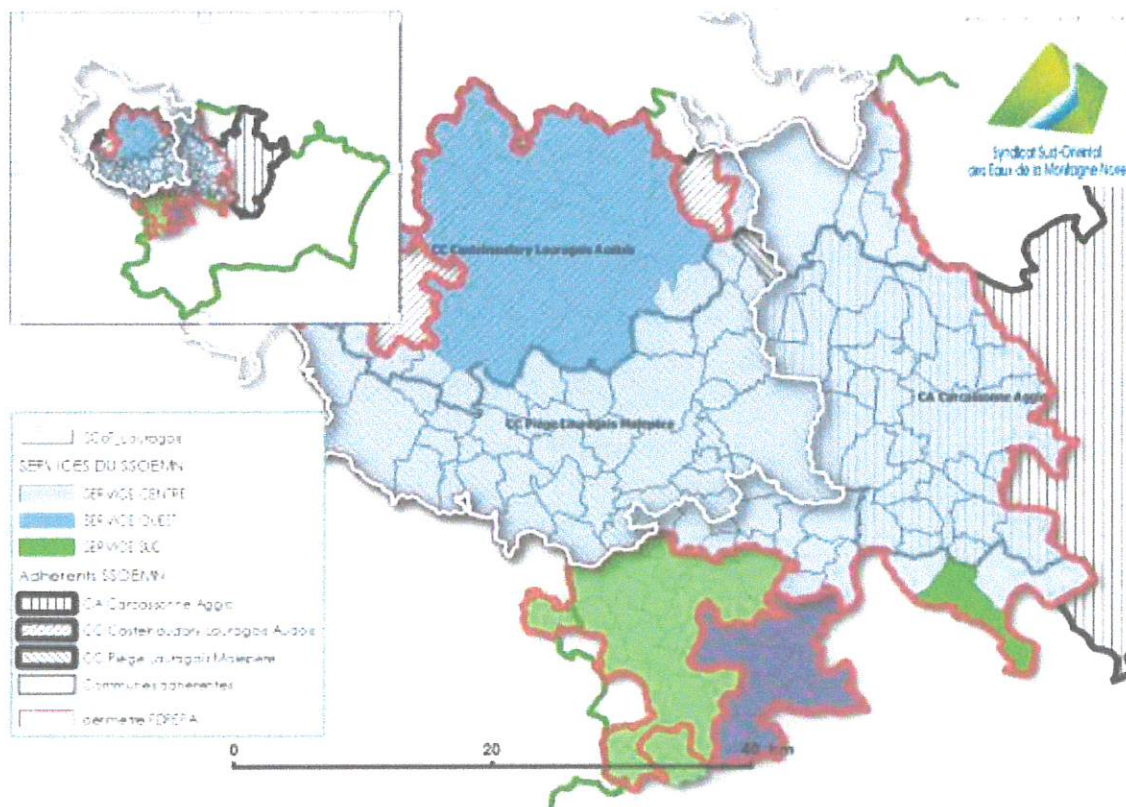 Syndicat Sud-Oriental
des Eaux de la Montagne Noire
CC Castelnaudary Lauragais Audois
CA Carcassonne Agglo
CC Piège Lauragais Malepère
SCoT_Lauragais
SERVICES DU SSOEMN
SERVICE CENTRE
SERVICE OUEST
SERVICE SUD
Adhérents SSOEMN
CA Carcassonne Agglo
CC Castelnaudary Lauragais Audois
CC Piège Lauragais Malepère
Communes adhérentes
périmètre
0 20 40 km